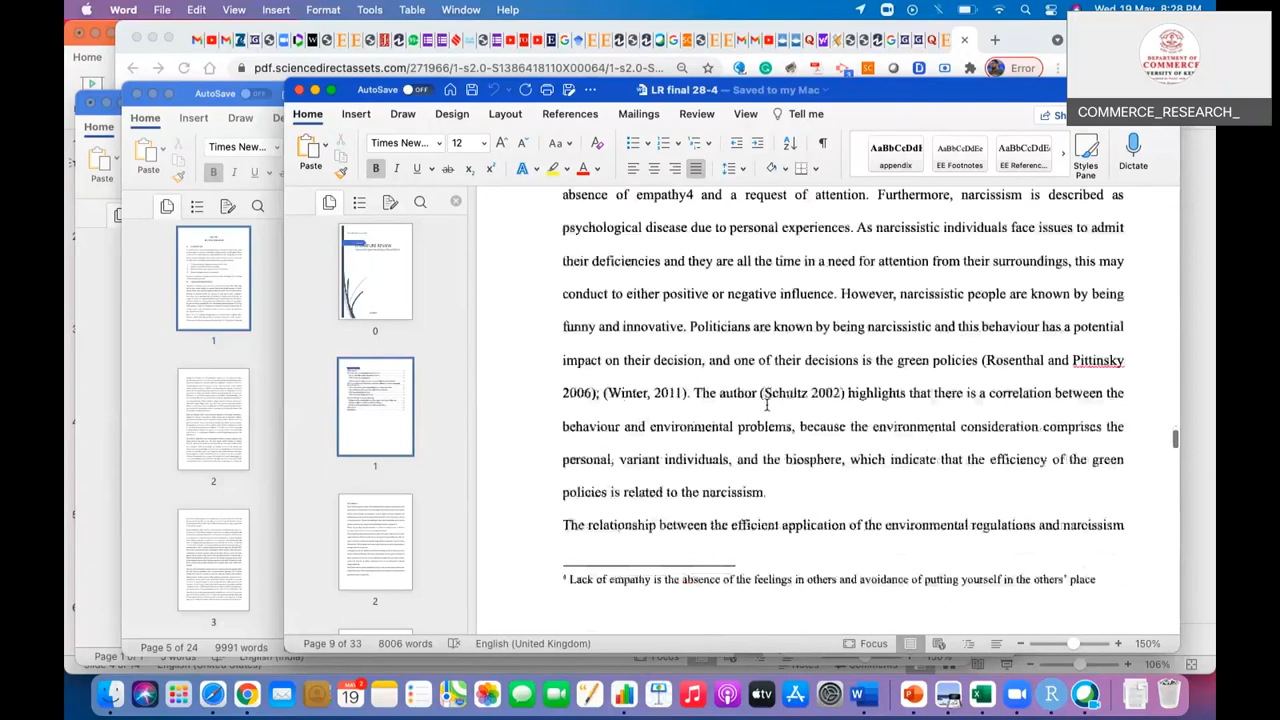 Word File Edit View Insert Format Tools Table Window Help Wed 19 May 8:28 PM
Home
pdf.sciencedirectassets.com/271966 1386418110X00064/1-s2.0-S... Error
AutoSave OFF
Home Insert Draw
Times New...
Paste
B I U
AutoSave OFF LR final 28-4 — Saved to my Mac
Home Insert Draw Design Layout References Mailings Review View Tell me Sh
Times New... 12
Paste
AaBbCcDdE appendix
AaBbCcDdEe EE Footnotes
AaBbCcDdE EE Referenc...
Styles Pane
Dictate
DEPARTMENT OF
COMMERCE
COMMERCE_RESEARCH_
absence of empathy4 and a request of attention. Furthermore, narcissism is described as
psychological disease due to personal experiences. As narcissistic individuals face issues to admit
their deficiencies and they are all the time in a need for attention from their surroundings, this may
conduct to either positive or negative influence. However, narcissistic people are known by being
funny and innovative. Politicians are known by being narcissistic and this behaviour has a potential
impact on their decision, and one of their decisions is the green policies (Rosenthal and Pittinsky
2006); (Winter, 2011). The author (Schultz 2002) highlights that there is a correlation between the
behaviour and environmental problems, because the environmental consideration comprises the
personal, other individuals, and the biosphere, which indicate that the efficiency of the green
policies is related to the narcissism.
The relationship between the efficient application of the environmental regulations and narcissism
Lack of empathy is the absence of the feelings in others and avoidance of putting yourself in the others' place
0
1
2
1
2
3
Page 9 of 33 8006 words English (United Kingdom) Focus 150%
Page 5 of 24 9991 words
106%